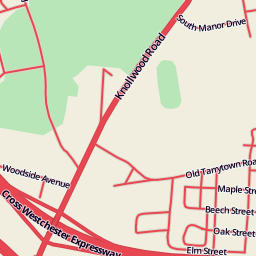 South Manor Drive
Knollwood Road
Old Tarrytown Road
Woodside Avenue
Maple Street
Beech Street
Cross Westchester Expressway
Oak Street
Elm Street